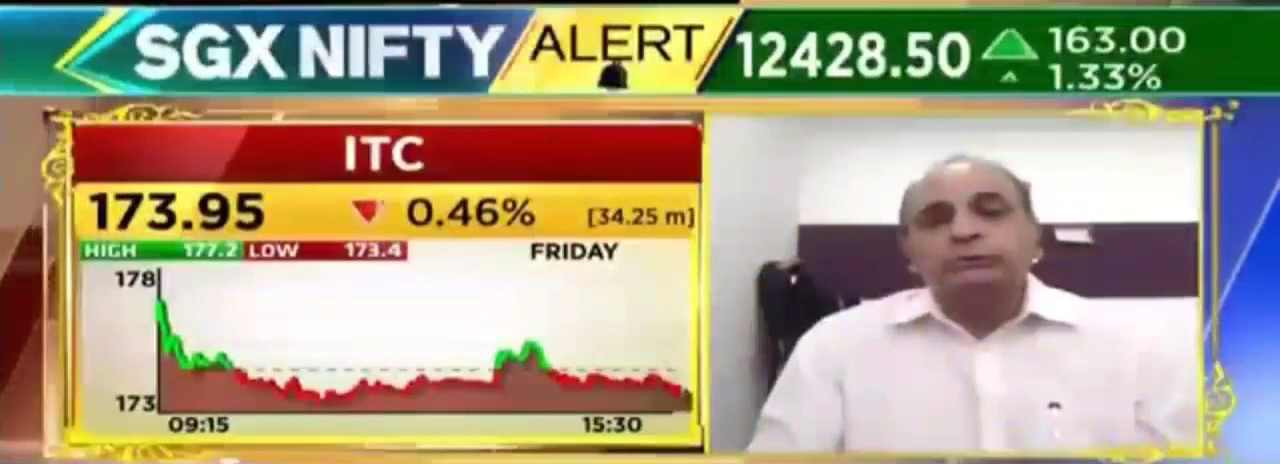 SGX NIFTY ALERT 12428.50 163.00
1.33%
ITC
173.95 0.46% [34.25 m]
HIGH 177.2 LOW 173.4 FRIDAY
178
173
09:15 15:30